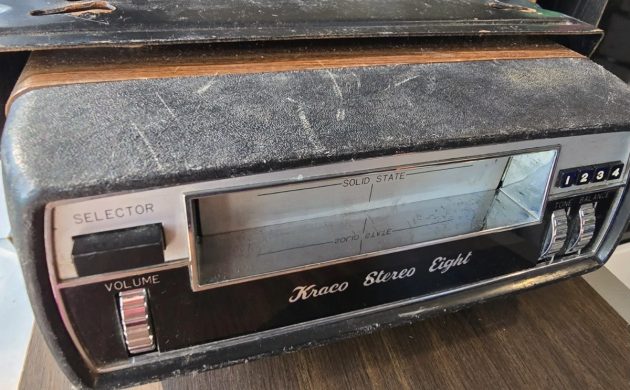 SELECTOR
SOLID STATE
1 2 3 4
TONE BALANCE
SOLID STATE
VOLUME
Kraco Stereo Eight